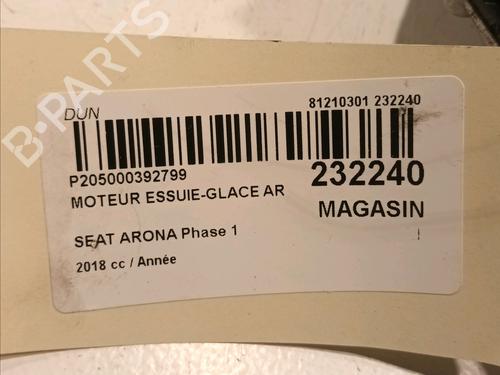 DUN
81210301 232240
P205000392799
232240
MOTEUR ESSUIE-GLACE AR
MAGASIN
SEAT ARONA Phase 1
2018 cc / Année
B-PARTS